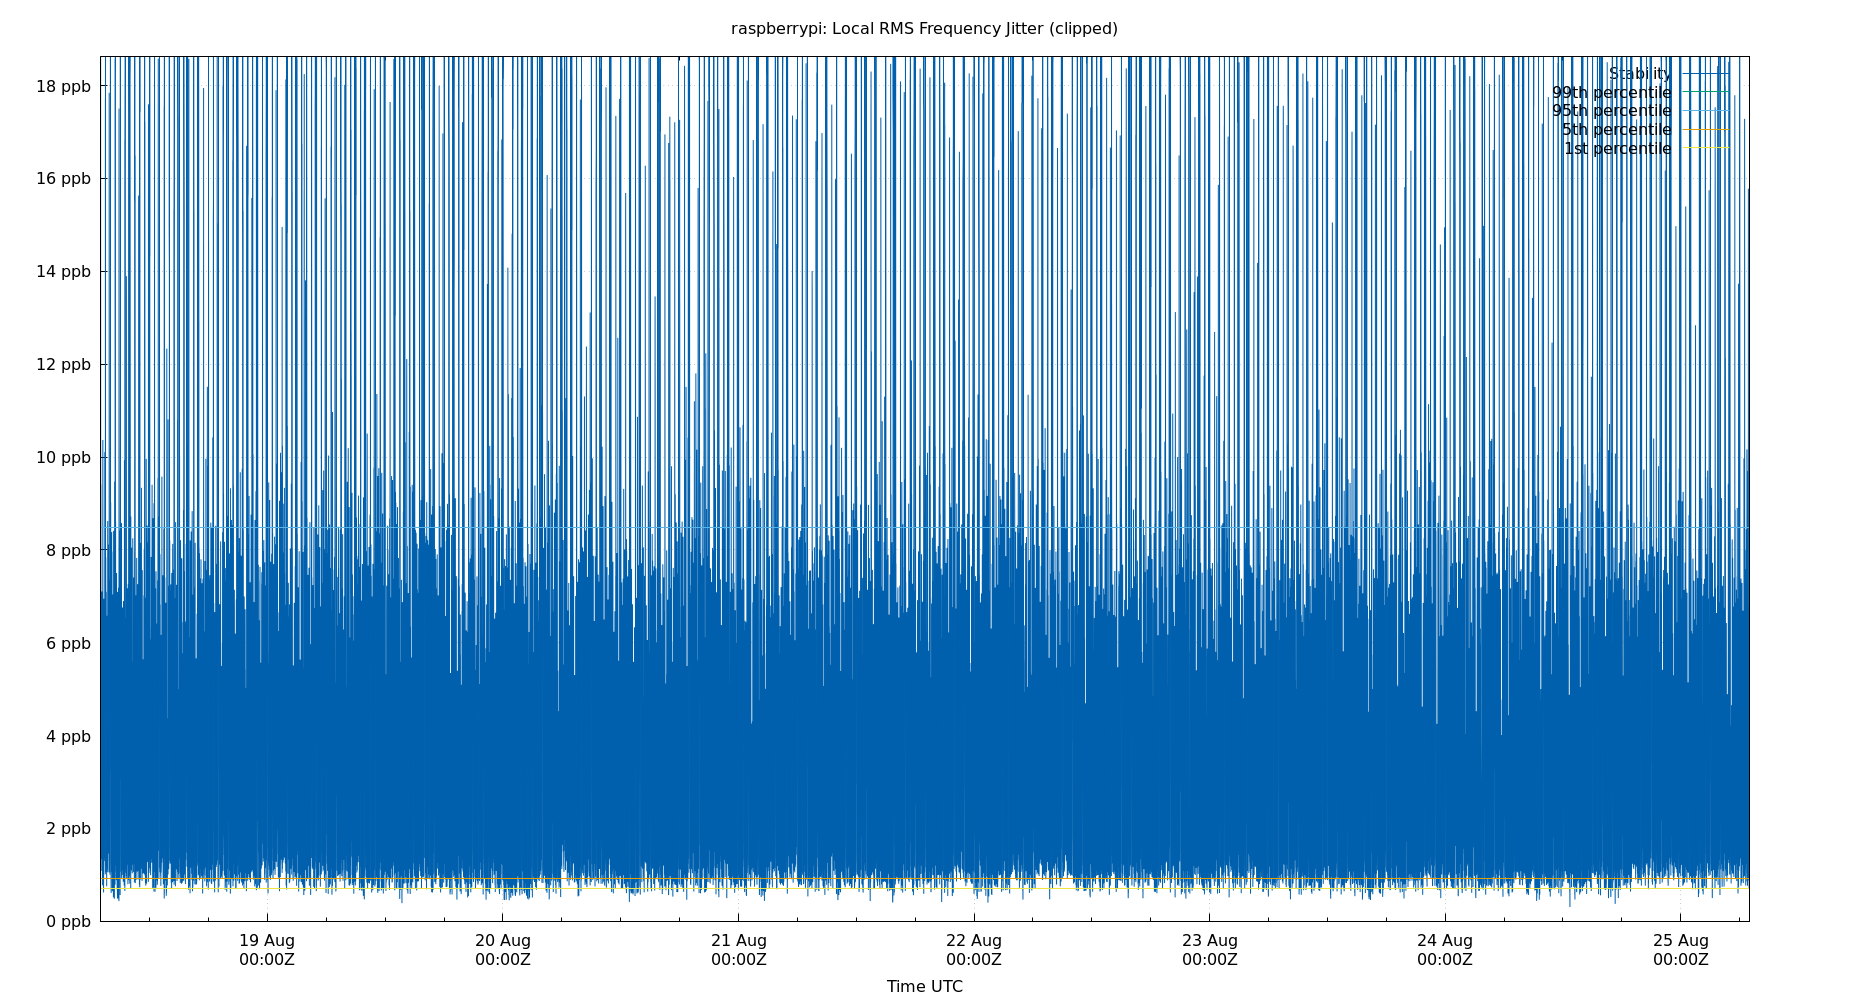 raspberrypi: Local RMS Frequency Jitter (clipped)
18 ppb
16 ppb
14 ppb
12 ppb
10 ppb
8 ppb
6 ppb
4 ppb
2 ppb
0 ppb
Stability
99th percentile
95th percentile
5th percentile
1st percentile
19 Aug
00:00Z
20 Aug
00:00Z
21 Aug
00:00Z
22 Aug
00:00Z
23 Aug
00:00Z
24 Aug
00:00Z
25 Aug
00:00Z
Time UTC